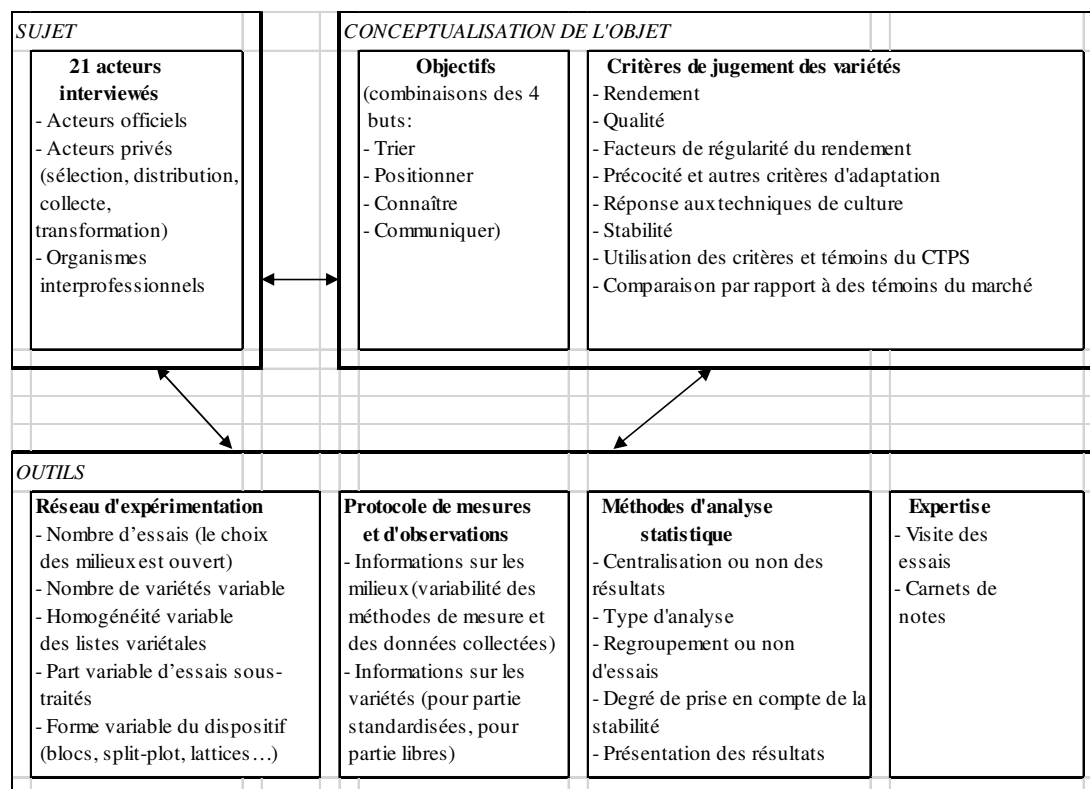 SUJET
21 acteurs
interviewés
- Acteurs officiels
- Acteurs privés
(sélection, distribution,
collecte,
transformation)
- Organismes
interprofessionnels
CONCEPTUALISATION DE L'OBJET
Objectifs
(combinaisons des 4
buts:
- Trier
- Positionner
- Connaître
- Communiquer)
Critères de jugement des variétés
- Rendement
- Qualité
- Facteurs de régularité du rendement
- Précocité et autres critères d'adaptation
- Réponse aux techniques de culture
- Stabilité
- Utilisation des critères et témoins du CTPS
- Comparaison par rapport à des témoins du marché
OUTILS
Réseau d'expérimentation
- Nombre d’essais (le choix
des milieux est ouvert)
- Nombre de variétés variable
- Homogénéité variable
des listes variétales
- Part variable d’essais sous-
traités
- Forme variable du dispositif
(blocs, split-plot, lattices…)
Protocole de mesures
et d'observations
- Informations sur les
milieux (variabilité des
méthodes de mesure et
des données collectées)
- Informations sur les
variétés (pour partie
standardisées, pour
partie libres)
Méthodes d'analyse
statistique
- Centralisation ou non des
résultats
- Type d'analyse
- Regroupement ou non
d'essais
- Degré de prise en compte de la
stabilité
- Présentation des résultats
Expertise
- Visite des
essais
- Carnets de
notes